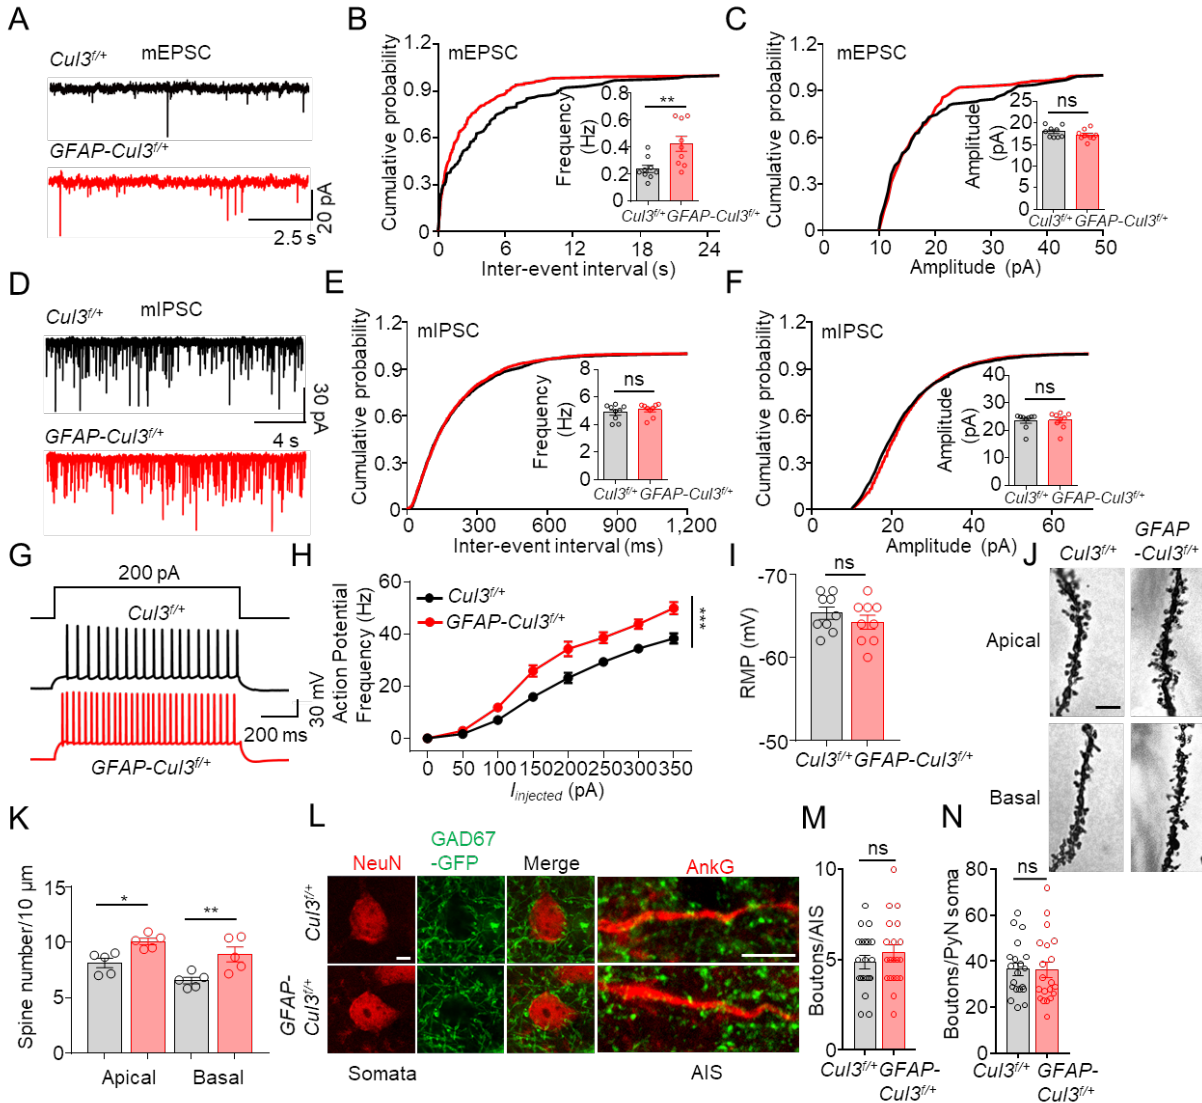 A
Cul3f/+ mEPSC
GFAP-Cul3f/+
20 pA
2.5 s
B
Cumulative probability
1.2
0.9
0.6
0.3
0
mEPSC
0 6 12 18 24
Inter-event interval (s)
Frequency
(Hz)
0.8
0.6
0.4
0.2
0
**
Cul3f/+ GFAP-Cul3f/+
C
Cumulative probability
1.2
0.9
0.6
0.3
0
mEPSC
0 10 20 30 40 50
Amplitude (pA)
Amplitude
(pA)
25
20
15
10
5
0
ns
Cul3f/+ GFAP-Cul3f/+
D
Cul3f/+ mIPSC
30 pA
4 s
GFAP-Cul3f/+
E
Cumulative probability
1.2
0.9
0.6
0.3
0
mIPSC
0 300 600 900 1,200
Inter-event interval (ms)
Frequency
(Hz)
8
6
4
2
0
ns
Cul3f/+ GFAP-Cul3f/+
F
Cumulative probability
1.2
0.9
0.6
0.3
0
mIPSC
0 20 40 60
Amplitude (pA)
Amplitude
(pA)
40
30
20
10
0
ns
Cul3f/+ GFAP-Cul3f/+
G
200 pA
Cul3f/+
30 mV
200 ms
GFAP-Cul3f/+
H
Action Potential
Frequency (Hz)
60
40
20
0
Cul3f/+
GFAP-Cul3f/+
***
0 50 100 150 200 250 300 350
Iinjected (pA)
I
RMP (mV)
-70
-60
-50
ns
Cul3f/+ GFAP-Cul3f/+
J
Cul3f/+
GFAP
-Cul3f/+
Apical
Basal
K
Spine number/10 µm
15
10
5
0
*
**
Apical Basal
L
NeuN
GAD67
-GFP
Merge
AnkG
Cul3f/+
GFAP-
Cul3f/+
Somata AIS
M
Boutons/AIS
10
5
0
ns
Cul3f/+ GFAP-
Cul3f/+
N
Boutons/PyN soma
80
60
40
20
0
ns
Cul3f/+ GFAP-
Cul3f/+